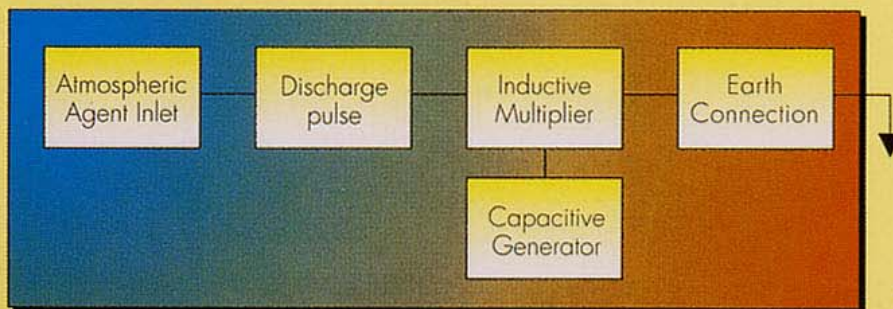 Atmospheric
Agent Inlet
Discharge
pulse
Inductive
Multiplier
Earth
Connection
Capacitive
Generator